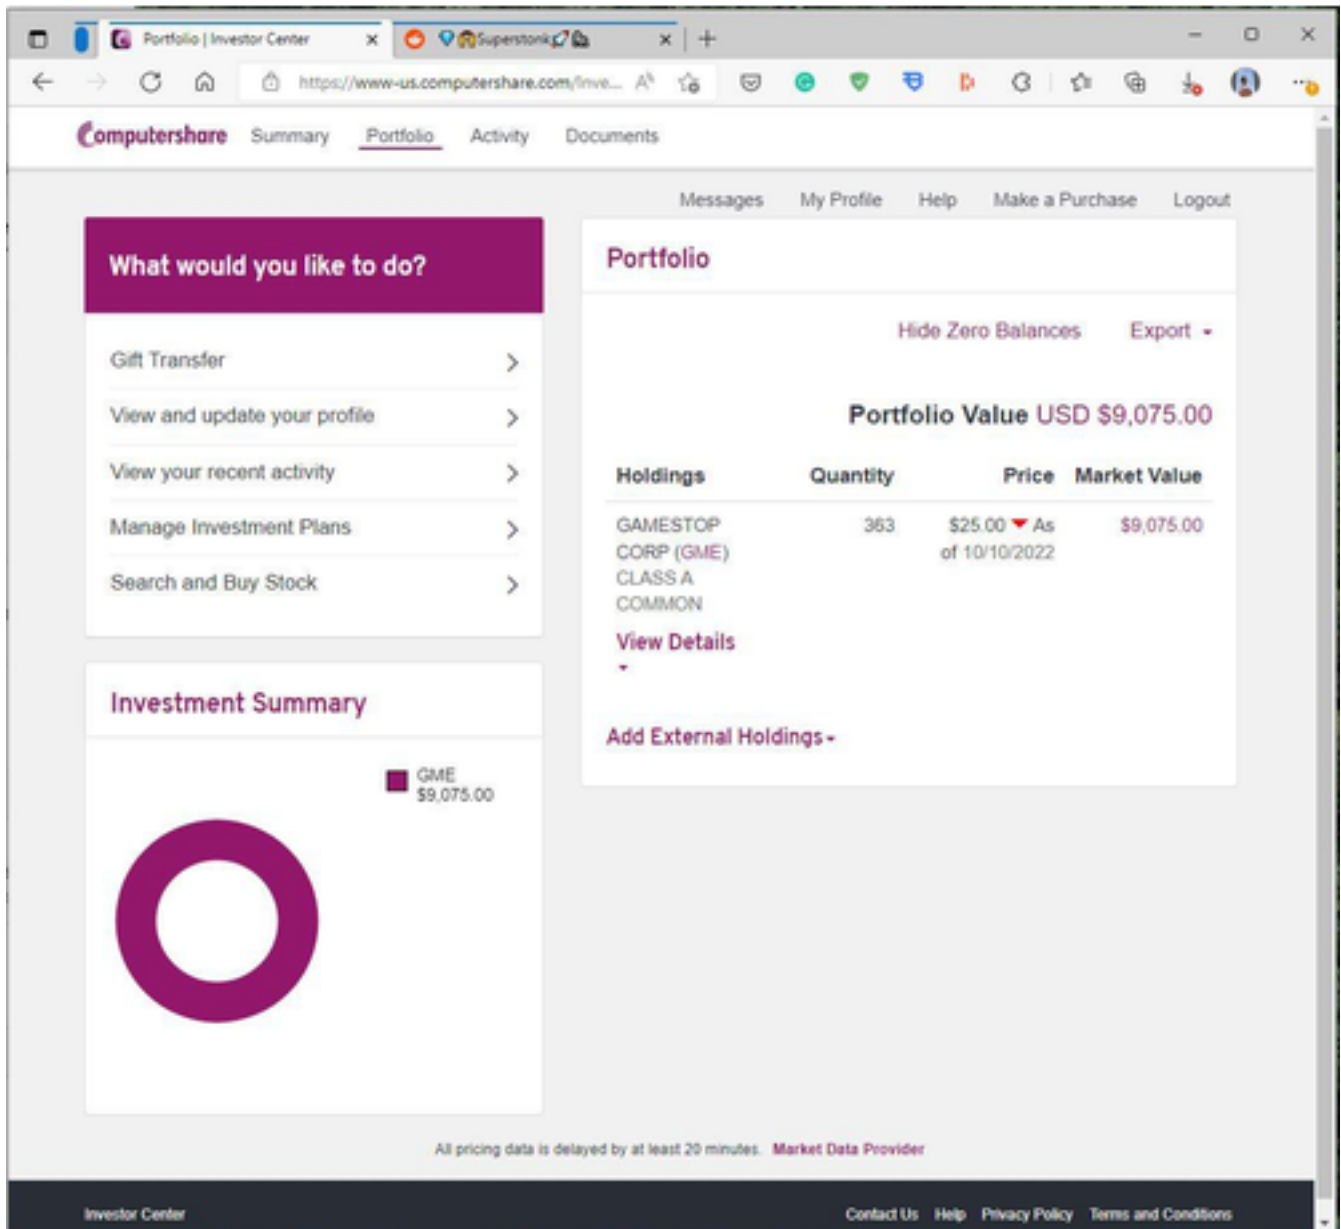 Portfolio | Investor Center
Superstonk
https://www-us.computershare.com/Inve...
Computershare Summary Portfolio Activity Documents
Messages My Profile Help Make a Purchase Logout
What would you like to do?
Gift Transfer
View and update your profile
View your recent activity
Manage Investment Plans
Search and Buy Stock
Portfolio
Hide Zero Balances Export
Portfolio Value USD $9,075.00
Holdings Quantity Price Market Value
GAMESTOP 363 $25.00 As $9,075.00
CORP (GME) of 10/10/2022
CLASS A
COMMON
View Details
Add External Holdings
Investment Summary
GME
$9,075.00
All pricing data is delayed by at least 20 minutes. Market Data Provider
Investor Center Contact Us Help Privacy Policy Terms and Conditions